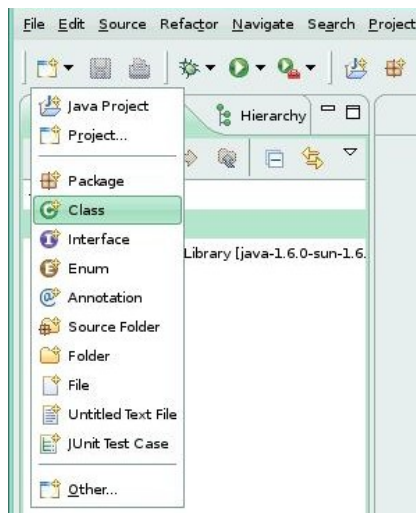 File Edit Source Refactor Navigate Search Project
Java Project
Hierarchy
Project...
Package
Class
Interface
Library [java-1.6.0-sun-1.6.
Enum
Annotation
Source Folder
Folder
File
Untitled Text File
JUnit Test Case
Other...